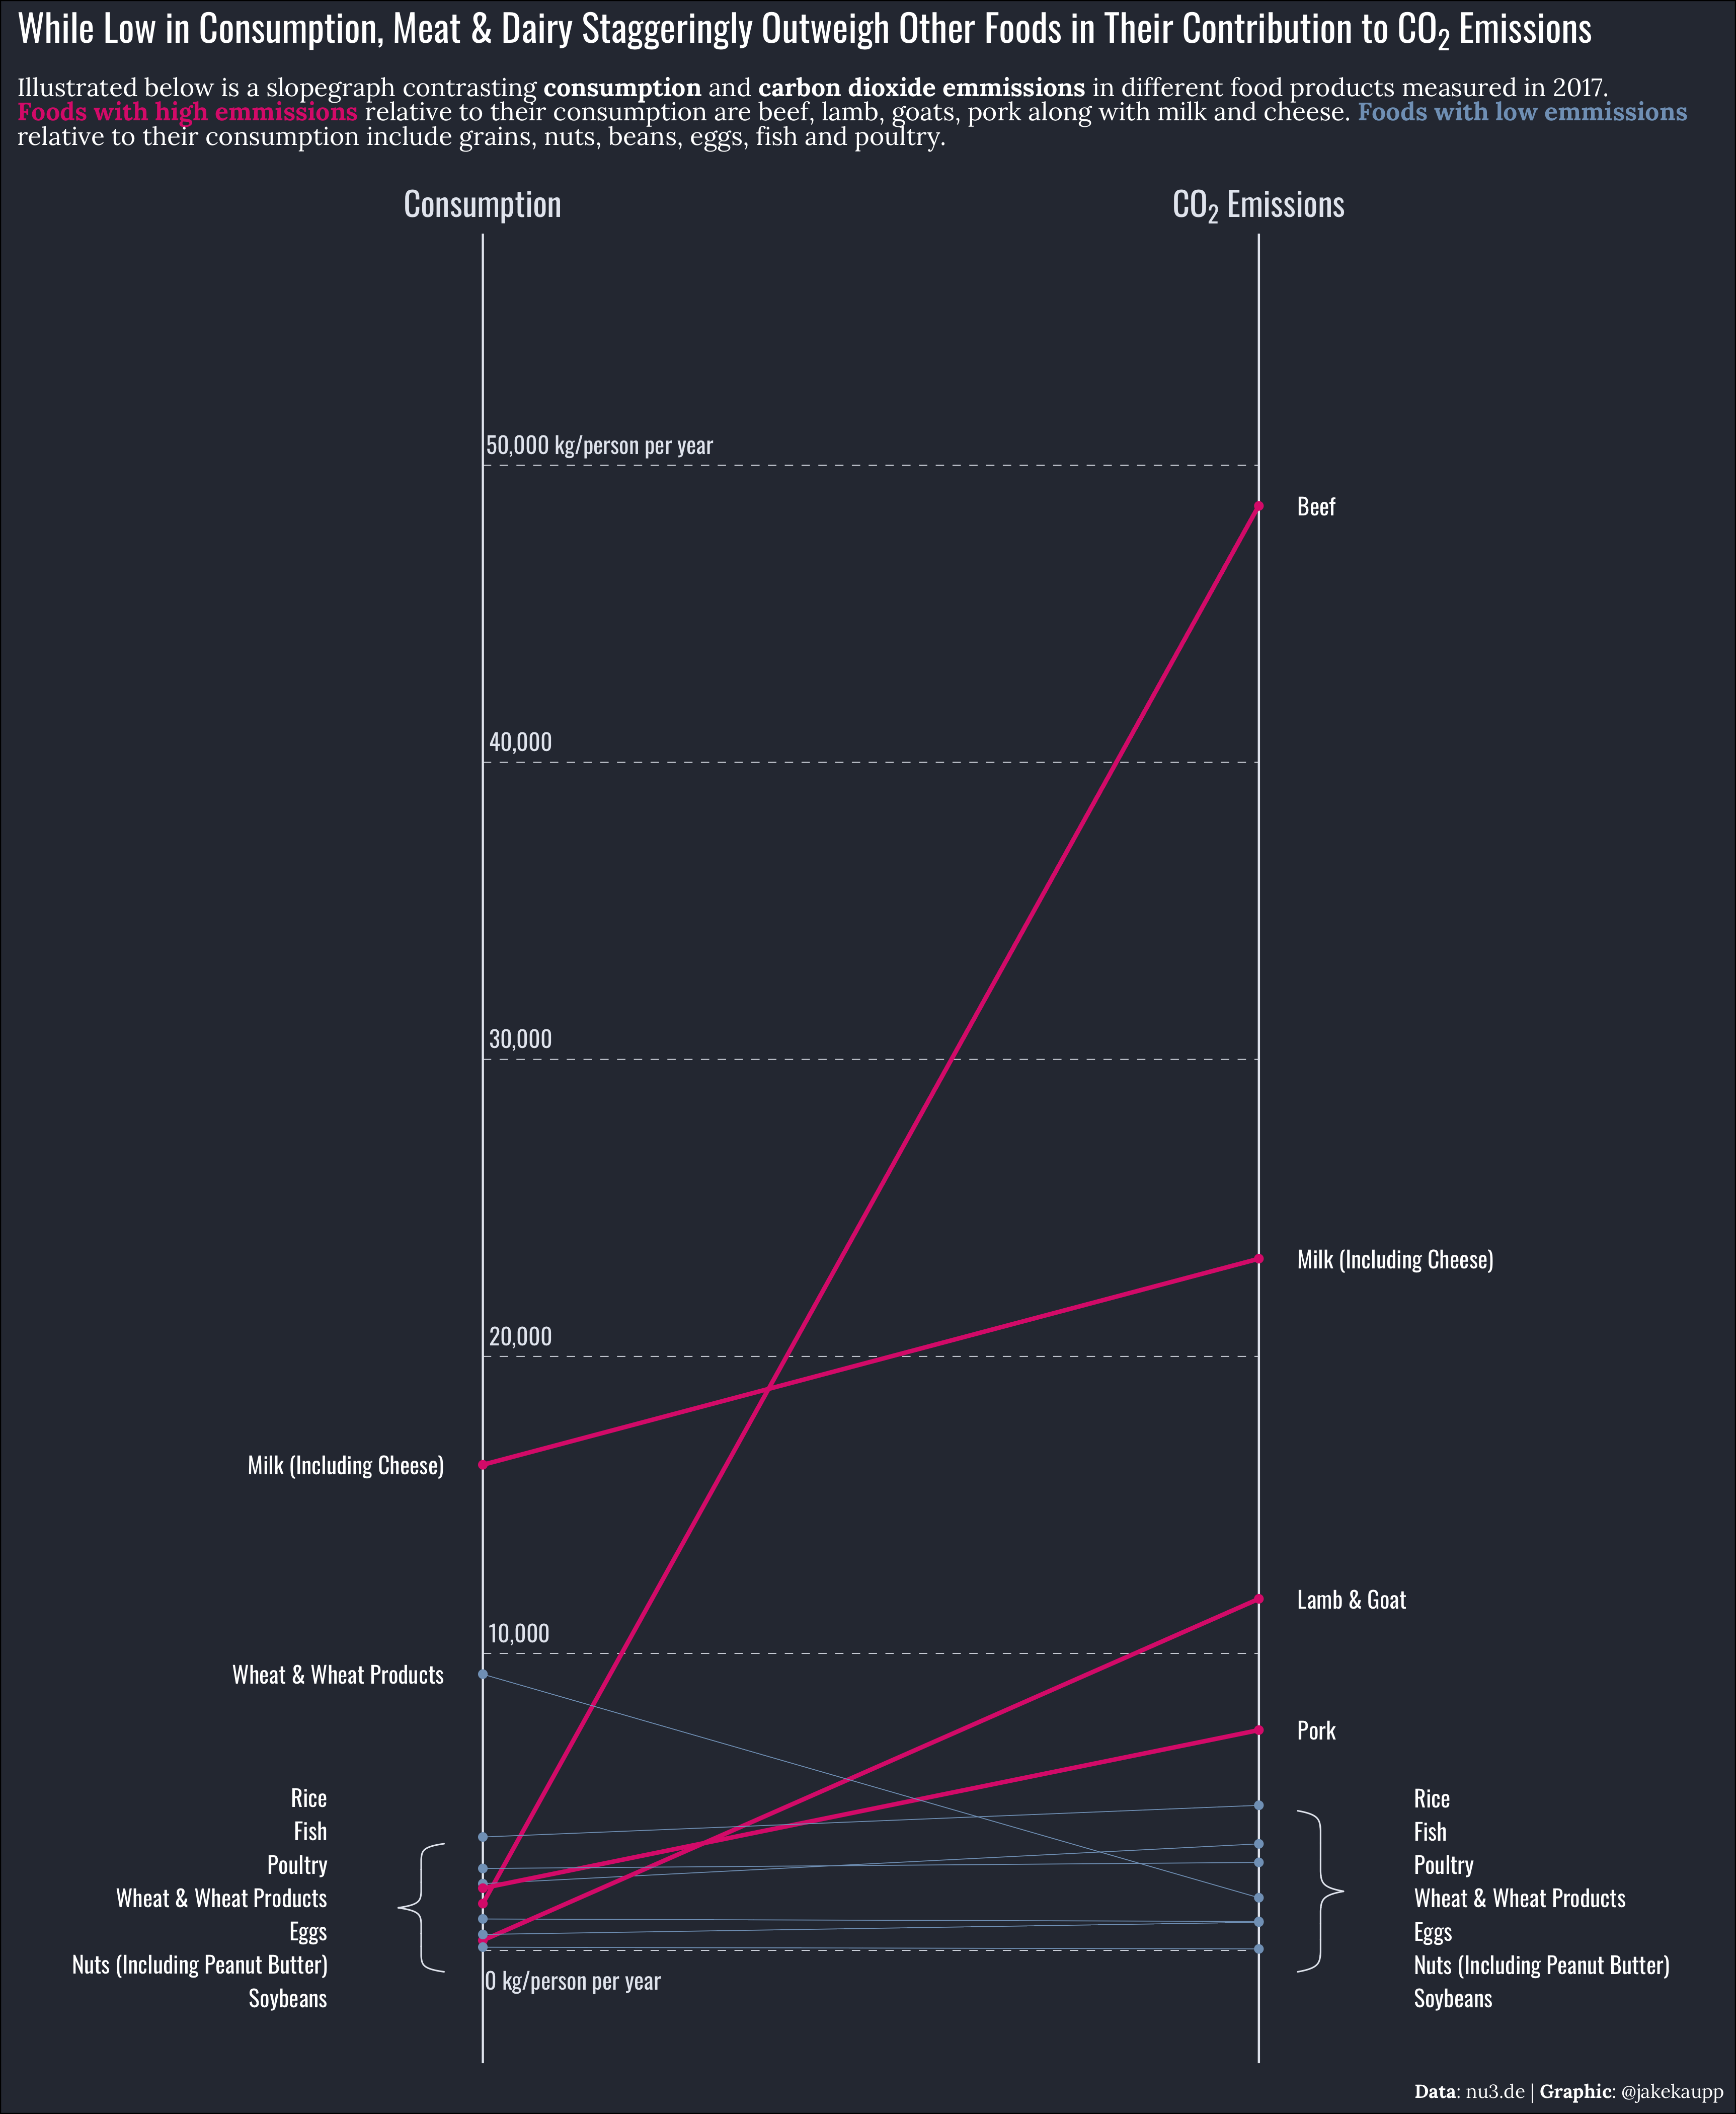 While Low in Consumption, Meat & Dairy Staggeringly Outweigh Other Foods in Their Contribution to CO₂ Emissions
Illustrated below is a slopegraph contrasting consumption and carbon dioxide emmissions in different food products measured in 2017.
Foods with high emmissions relative to their consumption are beef, lamb, goats, pork along with milk and cheese. Foods with low emmissions
relative to their consumption include grains, nuts, beans, eggs, fish and poultry.
Consumption
CO₂ Emissions
50,000 kg/person per year
Beef
40,000
30,000
Milk (Including Cheese)
20,000
Milk (Including Cheese)
Lamb & Goat
10,000
Wheat & Wheat Products
Pork
Rice
Fish
Poultry
Wheat & Wheat Products
Eggs
Nuts (Including Peanut Butter)
Soybeans
Rice
Fish
Poultry
Wheat & Wheat Products
Eggs
Nuts (Including Peanut Butter)
Soybeans
0 kg/person per year
Data: nu3.de | Graphic: @jakekaupp